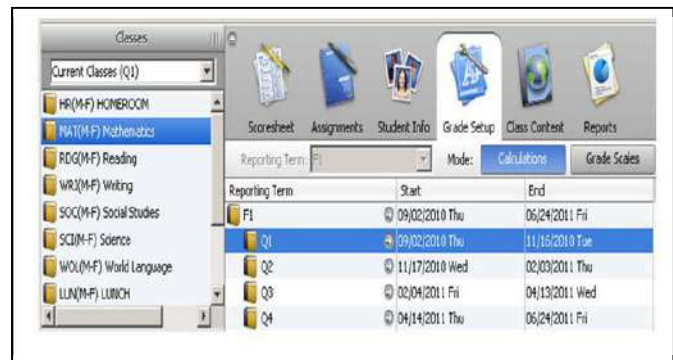 Classes
Current Classes (Q1)
HR(M-F) HOMEROOM
MAT(M-F) Mathematics
RDG(M-F) Reading
WRI(M-F) Writing
SOC(M-F) Social Studies
SCI(M-F) Science
WOL(M-F) World Language
LUN(M-F) LUNCH
Scoresheet Assignments Student Info Grade Setup Class Content Reports
Reporting Term: F1 Mode: Calculations Grade Scales
Reporting Term Start End
F1 09/02/2010 Thu 06/24/2011 Fri
Q1 09/02/2010 Thu 11/16/2010 Tue
Q2 11/17/2010 Wed 02/03/2011 Thu
Q3 02/04/2011 Fri 04/13/2011 Wed
Q4 04/14/2011 Thu 06/24/2011 Fri